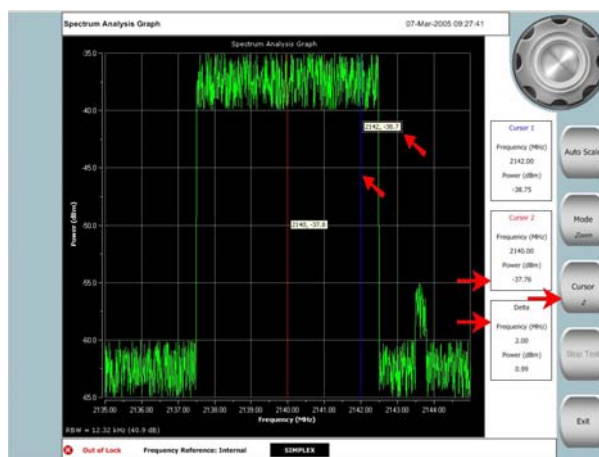 Spectrum Analysis Graph
07-Mar-2005 09:27:41
Spectrum Analysis Graph
-35.0
-40.0
-45.0
-50.0
-55.0
-60.0
-65.0
Power (dBm)
2142, -38.7
2140, -37.8
2135.00 2136.00 2137.00 2138.00 2139.00 2140.00 2141.00 2142.00 2143.00 2144.00
Frequency (MHz)
RBW = 12.32 kHz (40.9 dB)
Cursor 1
Frequency (MHz)
2142.00
Power (dBm)
-38.75
Cursor 2
Frequency (MHz)
2140.00
Power (dBm)
-37.76
Delta
Frequency (MHz)
2.00
Power (dBm)
0.99
Auto Scale
Mode
Zoom
Cursor
2
Stop Test
Exit
Out of Lock Frequency Reference: Internal SIMPLEX